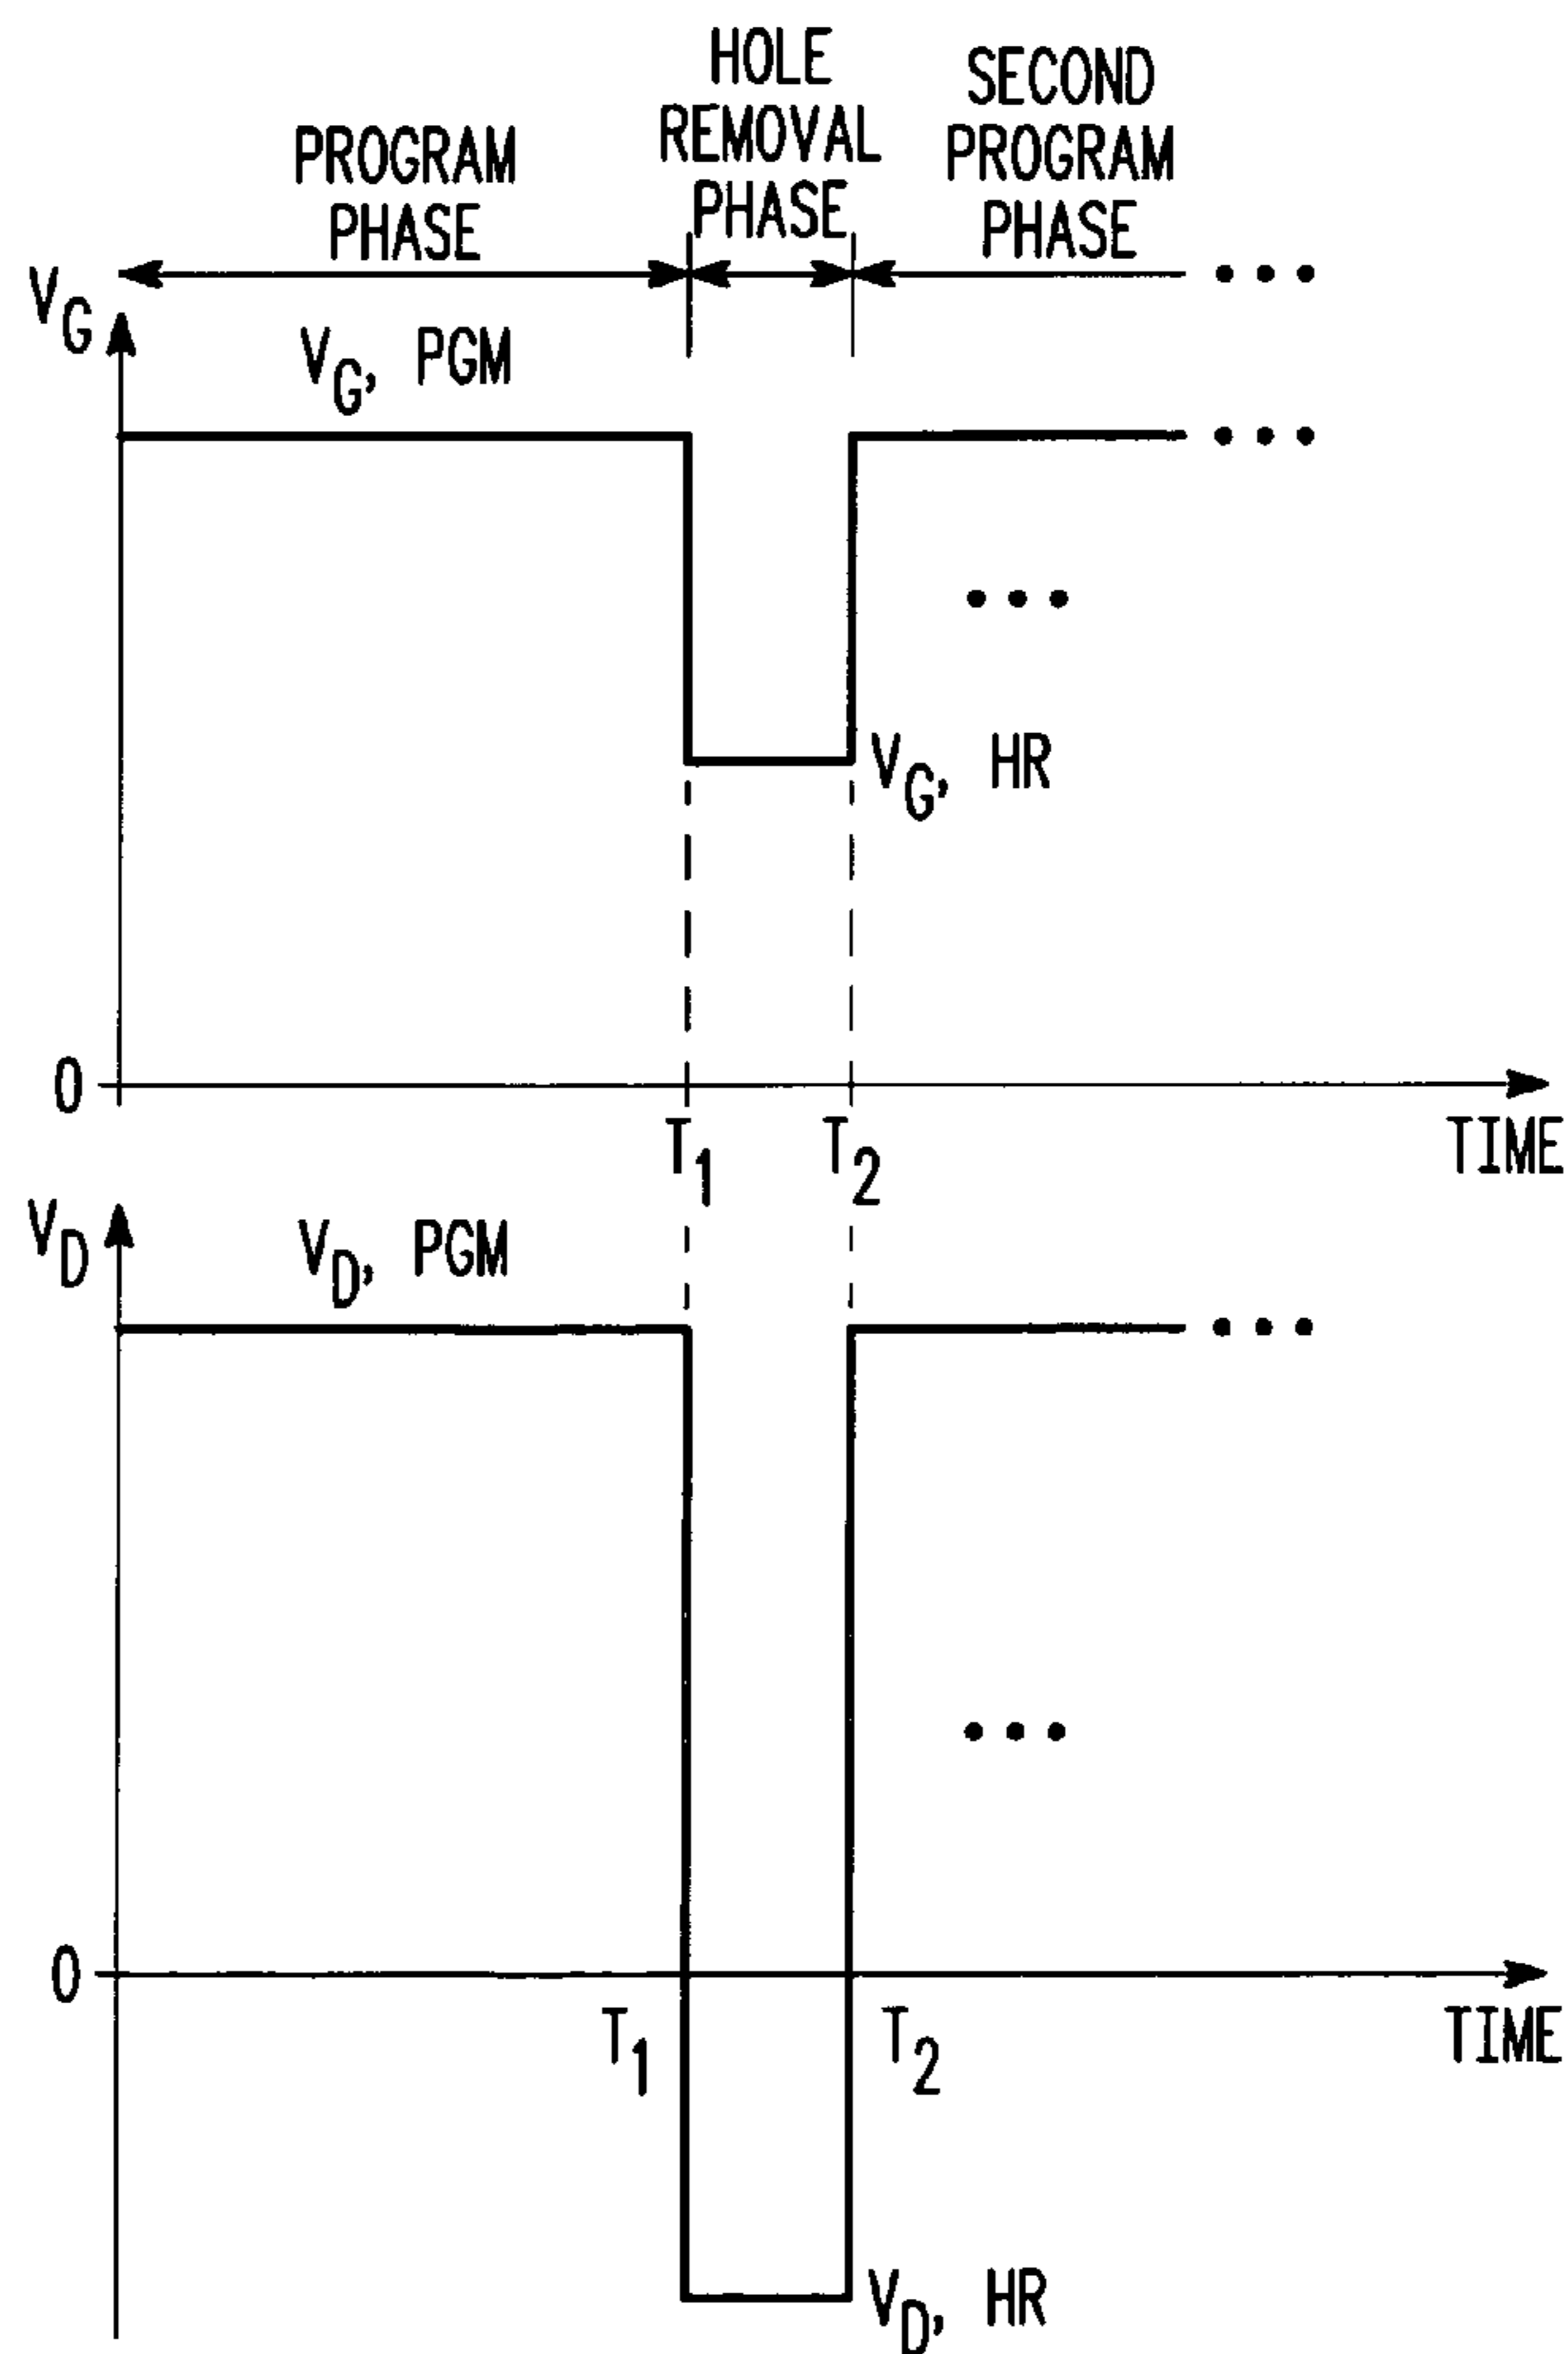 PROGRAM
PHASE
HOLE
REMOVAL
PHASE
SECOND
PROGRAM
PHASE
V_G
V_G, PGM
V_G, HR
0
T_1
T_2
TIME
V_D
V_D, PGM
0
T_1
T_2
TIME
V_D, HR